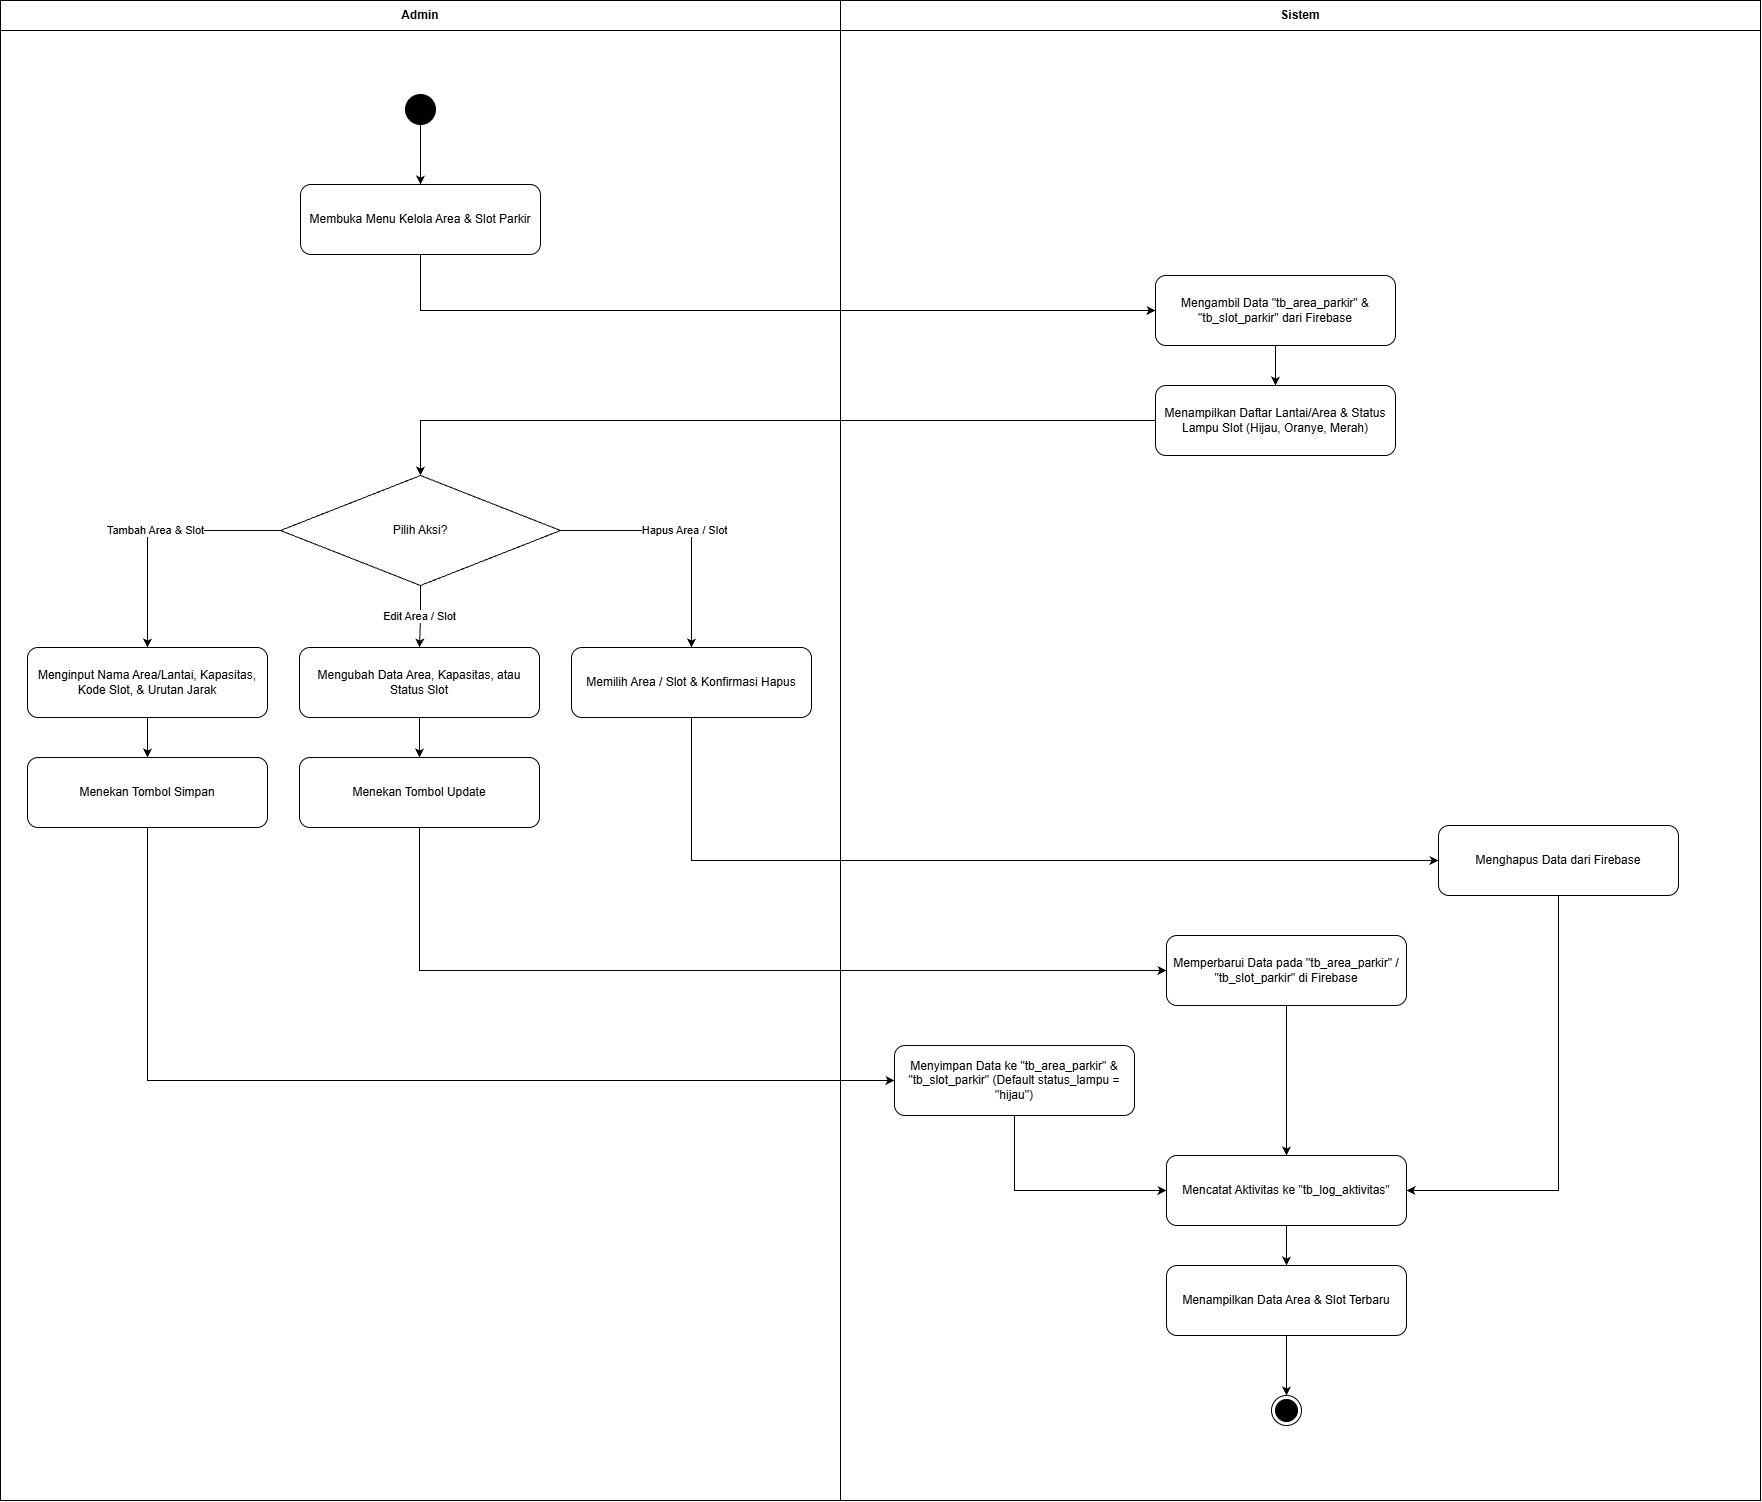 Admin
Sistem
Membuka Menu Kelola Area & Slot Parkir
Mengambil Data "tb_area_parkir" &
"tb_slot_parkir" dari Firebase
Menampilkan Daftar Lantai/Area & Status
Lampu Slot (Hijau, Oranye, Merah)
Pilih Aksi?
Tambah Area & Slot
Hapus Area / Slot
Edit Area / Slot
Menginput Nama Area/Lantai, Kapasitas,
Kode Slot, & Urutan Jarak
Mengubah Data Area, Kapasitas, atau
Status Slot
Memilih Area / Slot & Konfirmasi Hapus
Menekan Tombol Simpan
Menekan Tombol Update
Menghapus Data dari Firebase
Memperbarui Data pada "tb_area_parkir" /
"tb_slot_parkir" di Firebase
Menyimpan Data ke "tb_area_parkir" &
"tb_slot_parkir" (Default status_lampu =
"hijau")
Mencatat Aktivitas ke "tb_log_aktivitas"
Menampilkan Data Area & Slot Terbaru